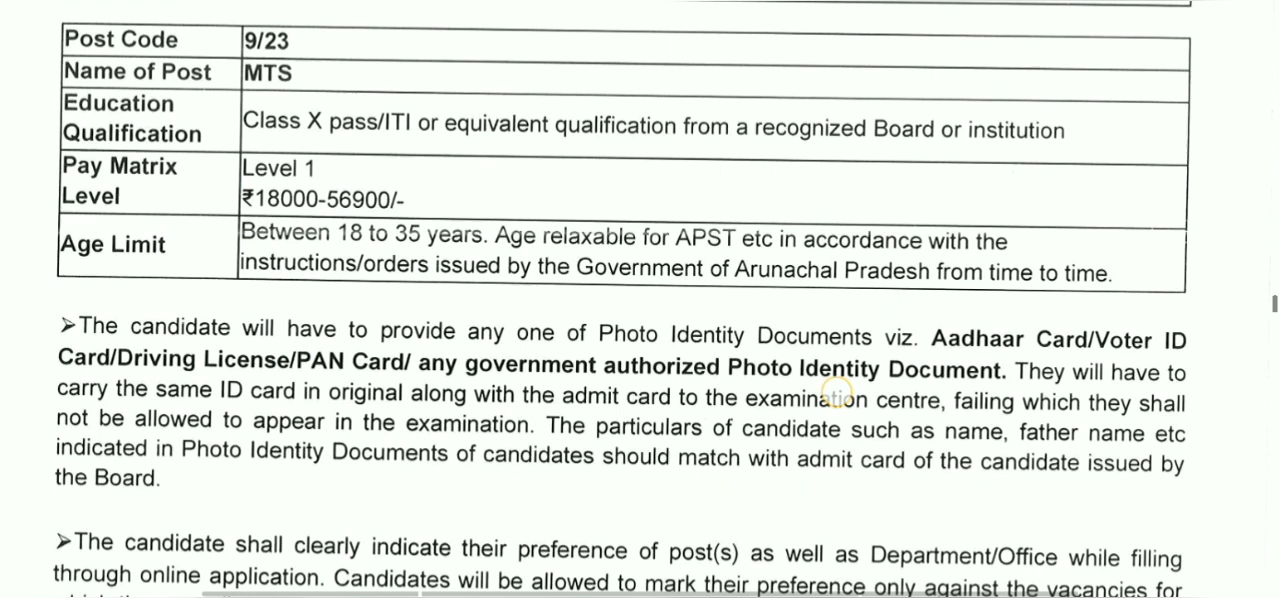 Post Code 9/23
Name of Post MTS
Education Qualification Class X pass/ITI or equivalent qualification from a recognized Board or institution
Pay Matrix Level Level 1
₹18000-56900/-
Age Limit Between 18 to 35 years. Age relaxable for APST etc in accordance with the
instructions/orders issued by the Government of Arunachal Pradesh from time to time.
➢The candidate will have to provide any one of Photo Identity Documents viz. Aadhaar Card/Voter ID
Card/Driving License/PAN Card/ any government authorized Photo Identity Document. They will have to
carry the same ID card in original along with the admit card to the examination centre, failing which they shall
not be allowed to appear in the examination. The particulars of candidate such as name, father name etc
indicated in Photo Identity Documents of candidates should match with admit card of the candidate issued by
the Board.
➢The candidate shall clearly indicate their preference of post(s) as well as Department/Office while filling
through online application. Candidates will be allowed to mark their preference only against the vacancies for